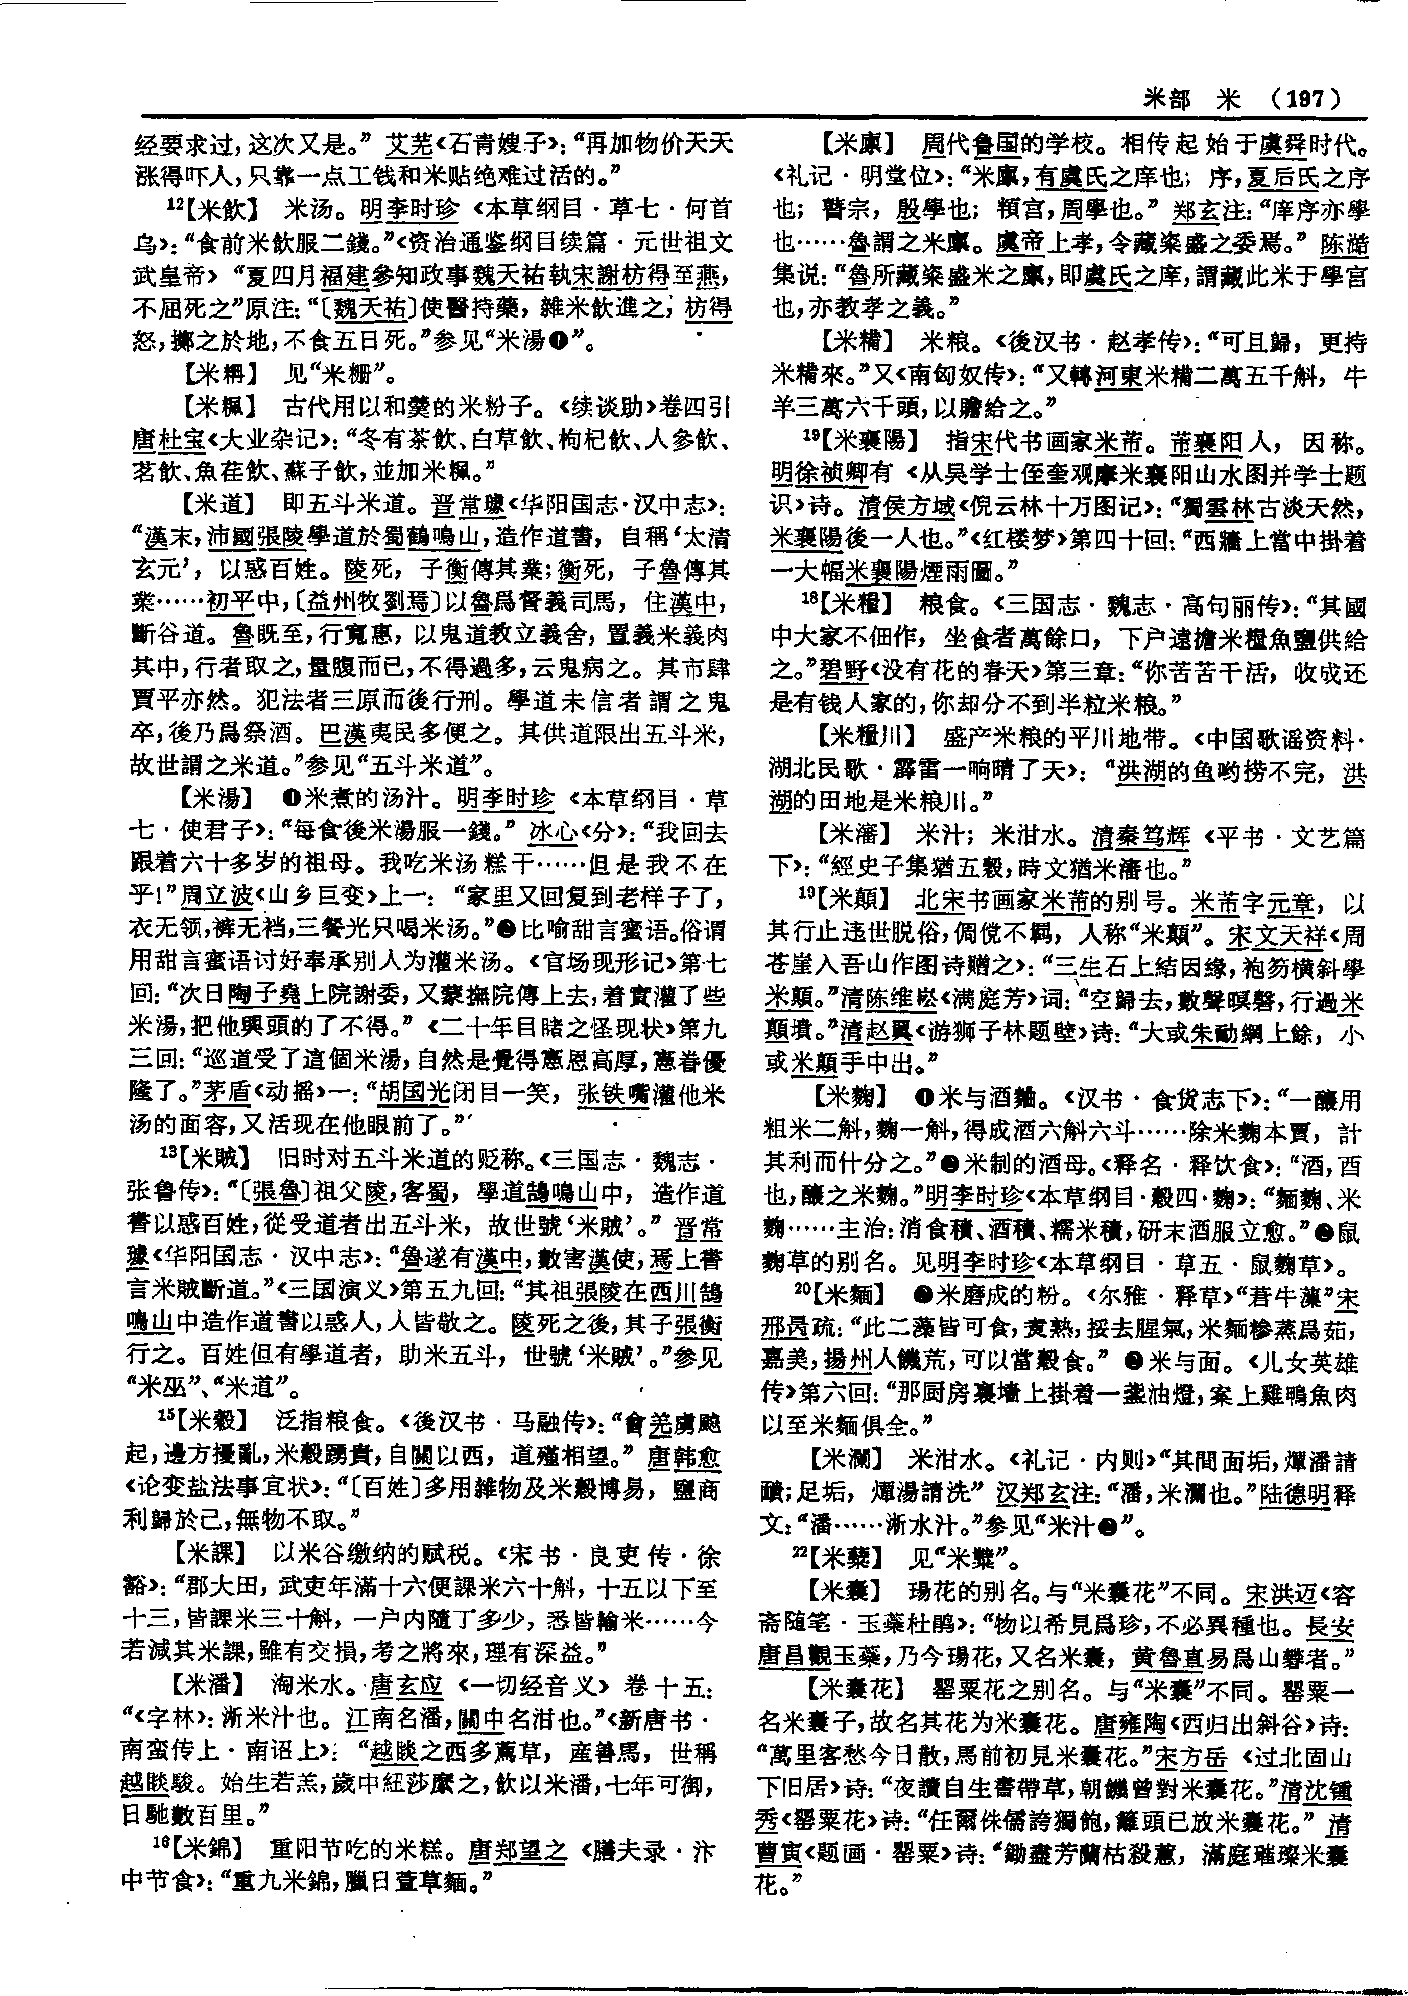 米部 米 （197）
经要求过，这次又是。”艾芜《石青嫂子》：“再加物价天天
涨得吓人，只靠一点工钱和米贴绝难过活的。”
12【米飲】 米汤。明李时珍《本草纲目·草七·何首
乌》：“食前米飲服二錢。”《资治通鉴纲目续篇·元世祖文
武皇帝》“夏四月福建參知政事魏天祐執宋謝枋得至燕，
不屈死之”原注：“〔魏天祐〕使醫持藥，雜米飲進之；枋得
怒，擲之於地，不食五日死。”参见“米湯❶”。
【米粣】 见“米粣”。
【米糂】 古代用以和羹的米粉子。《续谈助》卷四引
唐杜宝《大业杂记》：“冬有茶飲、白草飲、枸杞飲、人参飲、
茗飲、魚荏飲、蘇子飲，並加米糂。”
【米道】 即五斗米道。晋常璩《华阳国志·汉中志》：
“漢末，沛國張陵學道於蜀鶴鳴山，造作道書，自稱‘太清
玄元’，以惑百姓。陵死，子衡傳其業；衡死，子魯傳其
業……初平中，〔益州牧劉焉〕以魯爲督義司馬，住漢中，
斷谷道。魯既至，行寬惠，以鬼道教立義舍，置義米義肉
其中，行者取之，量腹而已，不得過多，云鬼病之。其市肆
賈平亦然。犯法者三原而後行刑。學道未信者謂之鬼
卒，後乃爲祭酒。巴漢夷民多便之。其供道限出五斗米，
故世謂之米道。”参见“五斗米道”。
【米湯】 ❶米煮的汤汁。明李时珍《本草纲目·草
七·使君子》：“每食後米湯服一錢。”冰心《分》：“我回去
跟着六十多岁的祖母。我吃米汤糕干……但是我不在
乎！”周立波《山乡巨变》上一：“家里又回复到老样子了，
衣无领，裤无裆，三餐光只喝米汤。”❷比喻甜言蜜语。俗谓
用甜言蜜语讨好奉承别人为灌米汤。《官场现形记》第七
回：“次日陶子堯上院謝委，又蒙撫院傳上去，着實灌了些
米湯，把他興頭的了不得。”《二十年目睹之怪现状》第九
三回：“巡道受了這個米湯，自然是覺得憲恩高厚，憲眷優
隆了。”茅盾《动摇》一：“胡国光闭目一笑，张铁嘴灌他米
汤的面容，又活现在他眼前了。”
13【米賊】 旧时对五斗米道的贬称。《三国志·魏志·
张鲁传》：“〔張魯〕祖父陵，客蜀，學道鵠鳴山中，造作道
書以惑百姓，從受道者出五斗米，故世號‘米賊’。”晋常
璩《华阳国志·汉中志》：“魯遂有漢中，數害漢使，焉上書
言米賊斷道。”《三国演义》第五九回：“其祖張陵在西川鵠
鳴山中造作道書以惑人，人皆敬之。陵死之後，其子張衡
行之。百姓但有學道者，助米五斗，世號‘米賊’。”参见
“米巫”、“米道”。
15【米穀】 泛指粮食。《後汉书·马融传》：“會羌虜飈
起，邊方擾亂，米穀踴貴，自關以西，道殣相望。”唐韩愈
《论变盐法事宜状》：“〔百姓〕多用雜物及米穀博易，鹽商
利歸於己，無物不取。”
【米課】 以米谷缴纳的赋税。《宋书·良吏传·徐
豁》：“郡大田，武吏年滿十六便課米六十斛，十五以下至
十三，皆課米三十斛，一户内隨丁多少，悉皆輸米……今
若減其米課，雖有交損，考之將來，理有深益。”
【米潘】 淘米水。唐玄应《一切经音义》卷十五：
“《字林》：淅米汁也。江南名潘，關中名泔也。”《新唐书·
南蛮传上·南诏上》：“越睒之西多薦草，産善馬，世稱
越睒駿。始生若羔，歲中紐莎縻之，飲以米潘，七年可御，
日馳數百里。”
16【米錦】 重阳节吃的米糕。唐郑望之《膳夫录·汴
中节食》：“重九米錦，臘日萱草麵。”
【米廩】 周代鲁国的学校。相传起始于虞舜时代。
《礼记·明堂位》：“米廩，有虞氏之庠也；序，夏后氏之序
也；瞽宗，殷學也；頖宫，周學也。”郑玄注：“庠序亦學
也……魯謂之米廩。虞帝上孝，令藏粢盛之委焉。”陈澔
集说：“魯所藏粢盛米之廩，即虞氏之庠，謂藏此米于學宫
也，亦教孝之義。”
【米糒】 米粮。《後汉书·赵孝传》：“可且歸，更持
米糒來。”又《南匈奴传》：“又轉河東米糒二萬五千斛，牛
羊三萬六千頭，以贍給之。”
19【米襄陽】 指宋代书画家米芾。芾襄阳人，因称。
明徐祯卿有《从吴学士侄奎观摩米襄阳山水图并学士题
识》诗。清侯方域《倪云林十万图记》：“獨雲林古淡天然，
米襄陽後一人也。”《红楼梦》第四十回：“西牆上當中掛着
一大幅米襄陽煙雨圖。”
18【米糧】 粮食。《三国志·魏志·高句丽传》：“其國
中大家不佃作，坐食者萬餘口，下户遠擔米糧魚鹽供給
之。”碧野《没有花的春天》第三章：“你苦苦干活，收成还
是有钱人家的，你却分不到半粒米粮。”
【米糧川】 盛产米粮的平川地带。《中国歌谣资料·
湖北民歌·霹雷一晌晴了天》：“洪湖的鱼哟捞不完，洪
湖的田地是米粮川。”
【米瀋】 米汁；米泔水。清秦笃辉《平书·文艺篇
下》：“經史子集猶五穀，時文猶米瀋也。”
19【米顛】 北宋书画家米芾的别号。米芾字元章，以
其行止违世脱俗，倜傥不羁，人称“米顛”。宋文天祥《周
苍崖入吾山作图诗赠之》：“三生石上結因缘，袍笏横斜學
米顛。”清陈维崧《满庭芳》词：“空歸去，數聲暝磬，行過米
顛墳。”清赵翼《游狮子林题壁》诗：“大或朱勔綱上餘，小
或米顛手中出。”
【米麴】 ❶米与酒麯。《汉书·食货志下》：“一釀用
粗米二斛，麴一斛，得成酒六斛六斗……除米麴本賈，計
其利而什分之。”❷米制的酒母。《释名·释饮食》：“酒，酉
也，釀之米麴。”明李时珍《本草纲目·榖四·麴》：“麵麴、米
麴……主治：消食積、酒積、糯米積，研末酒服立愈。”❸鼠
麴草的别名。见明李时珍《本草纲目·草五·鼠麴草》。
20【米麵】 ❶米磨成的粉。《尔雅·释草》“莙牛藻”宋
邢昺疏：“此二藻皆可食，煮熟，挼去腥氣，米麵糁蒸爲茹，
嘉美，揚州人饑荒，可以當穀食。”❷米与面。《儿女英雄
传》第六回：“那厨房裏墙上掛着一盞油燈，案上雞鴨魚肉
以至米麵俱全。”
【米瀾】 米泔水。《礼记·内则》“其間面垢，燂潘請
靧；足垢，燂湯請洗”汉郑玄注：“潘，米瀾也。”陆德明释
文：“潘……淅水汁。”参见“米汁❷”。
22【米蘗】 见“米糱”。
【米囊】 瑒花的别名。与“米囊花”不同。宋洪迈《容
斋随笔·玉蕊杜鹃》：“物以希見爲珍，不必異種也。長安
唐昌觀玉蕊，乃今瑒花，又名米囊，黄魯直易爲山礬者。”
【米囊花】 罂粟花之别名。与“米囊”不同。罂粟一
名米囊子，故名其花为米囊花。唐雍陶《西归出斜谷》诗：
“萬里客愁今日散，馬前初見米囊花。”宋方岳《过北固山
下旧居》诗：“夜讀自生書帶草，朝饑曾對米囊花。”清沈锺
秀《罂粟花》诗：“任爾侏儒誇獨飽，籬頭已放米囊花。”清
曹寅《题画·罂粟》诗：“鋤盡芳蘭枯殺蕙，滿庭璀璨米囊
花。”